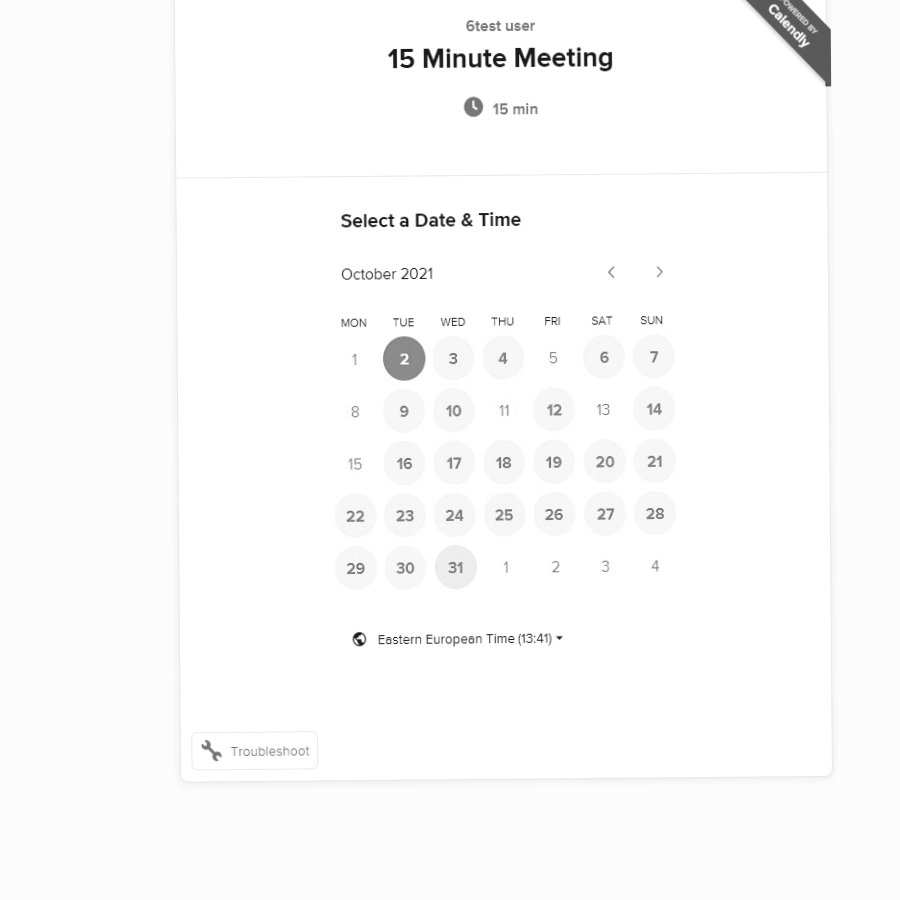 6test user
15 Minute Meeting
15 min
POWERED BY
Calendly
Select a Date & Time
October 2021
MON TUE WED THU FRI SAT SUN
1 2 3 4 5 6 7
8 9 10 11 12 13 14
15 16 17 18 19 20 21
22 23 24 25 26 27 28
29 30 31 1 2 3 4
Eastern European Time (13:41)
Troubleshoot